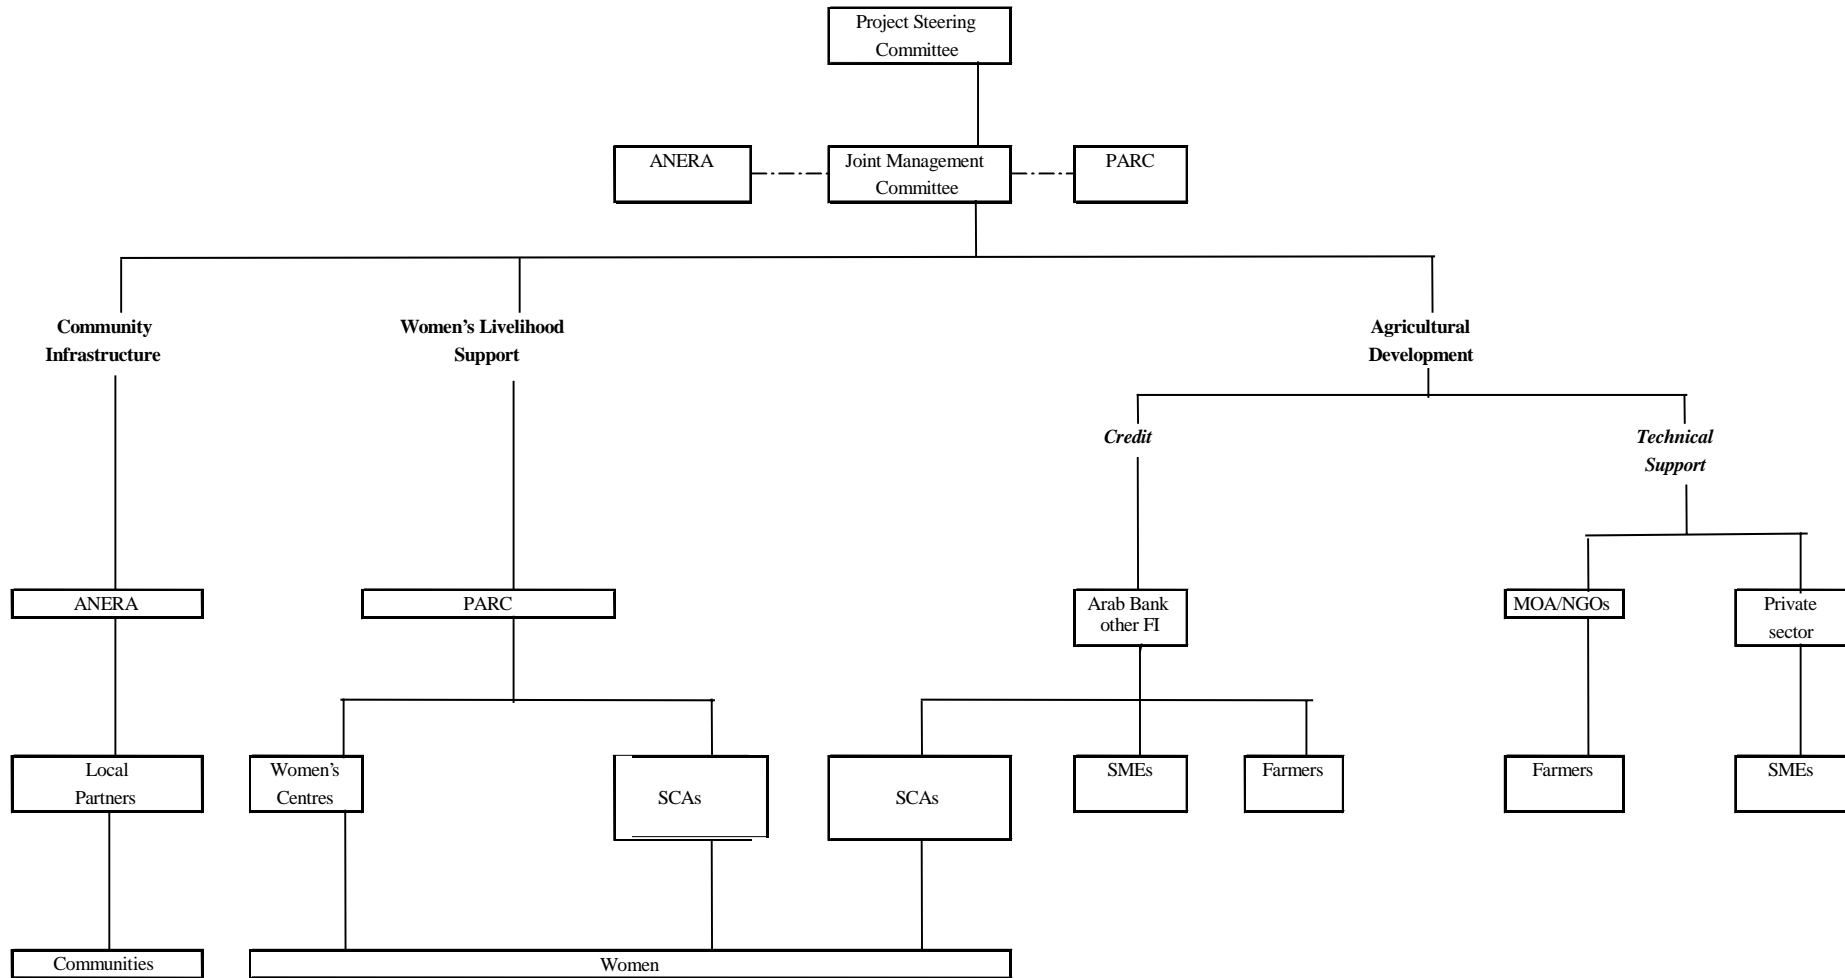 Project Steering
Committee
ANERA
Joint Management
Committee
PARC
Community
Infrastructure
Women’s Livelihood
Support
Agricultural
Development
Credit
Technical
Support
ANERA
PARC
Arab Bank
other FI
MOA/NGOs
Private
sector
Local
Partners
Women’s
Centres
SCAs
SCAs
SMEs
Farmers
Farmers
SMEs
Communities
Women